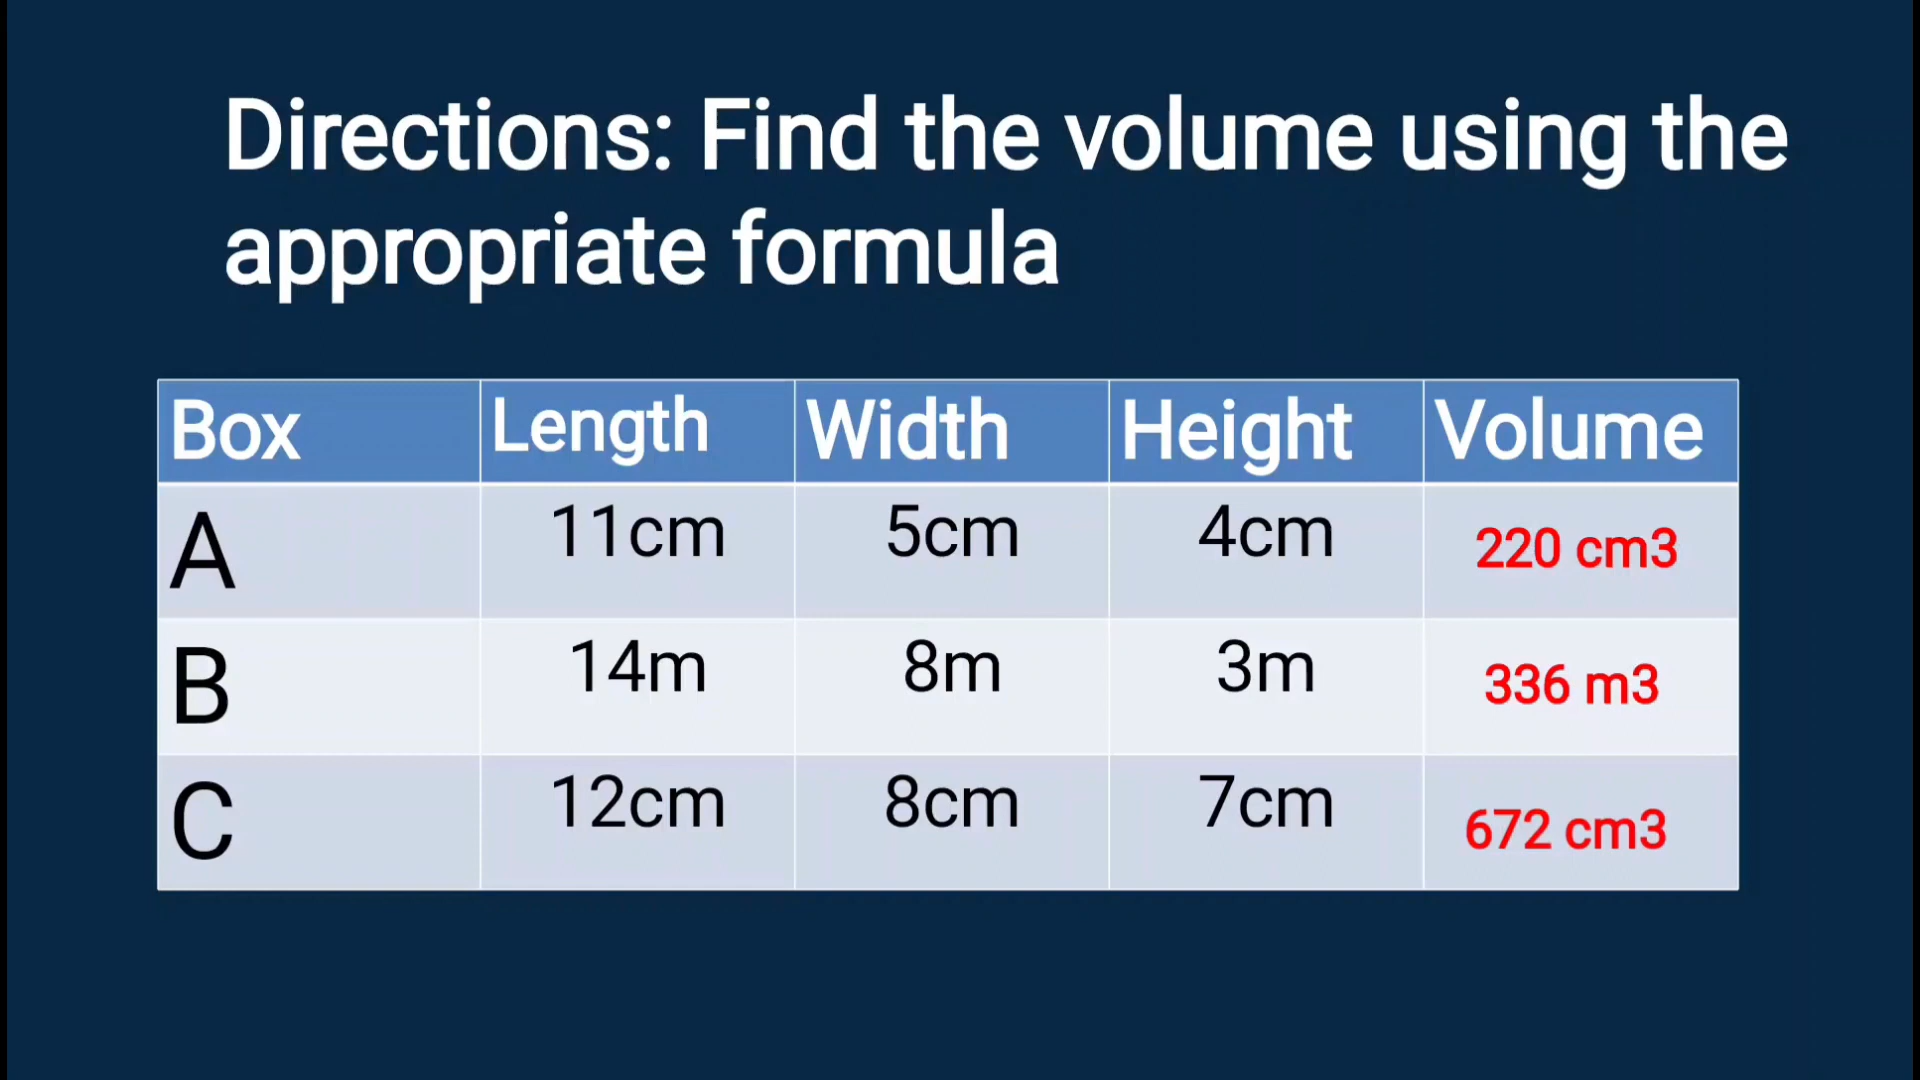 Directions: Find the volume using the
appropriate formula
Box Length Width Height Volume
A 11cm 5cm 4cm 220 cm3
B 14m 8m 3m 336 m3
C 12cm 8cm 7cm 672 cm3